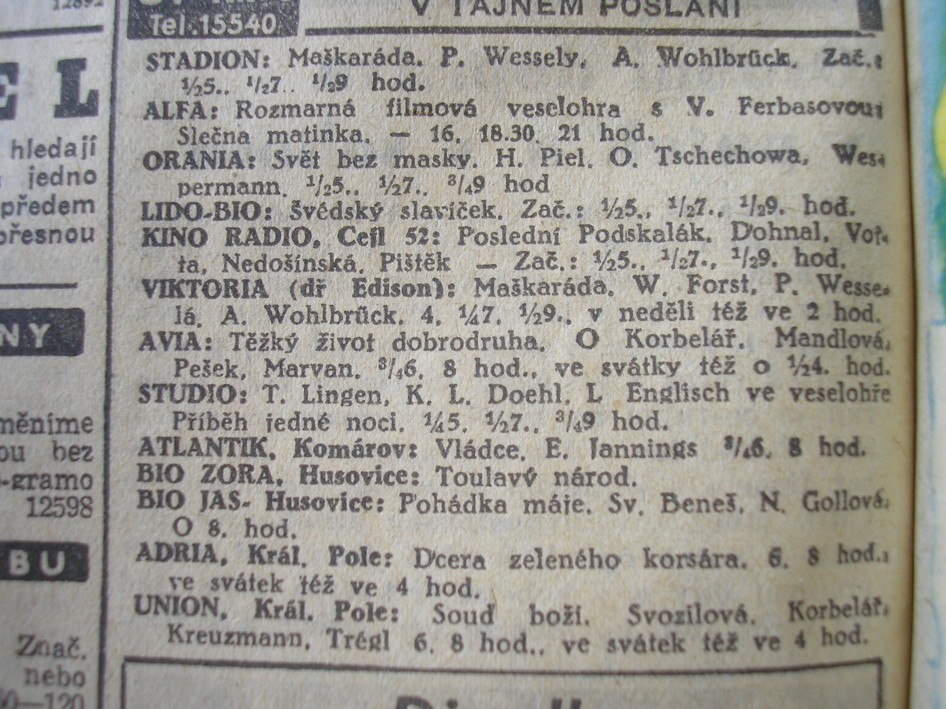 12892
Tel.15540
V TAJNÉM POSLÁNÍ
EL
hledají
jedno
předem
přesnou
NY
měníme
ou bez
-gramo
12598
BU
Znač.
nebo
—120
STADION: Maškaráda. P. Wessely, A. Wohlbrück. Zač.:
½5.. ½7.. ½9 hod.
ALFA: Rozmarná filmová veselohra s V. Ferbasovou
Slečna matinka. — 16. 18.30. 21 hod.
ORANIA: Svět bez masky. H. Piel. O. Tschechowa, Wes-
permann. ½5.. ½7.. ¾9 hod
LIDO-BIO: Švédský slavíček. Zač.: ½5., ½7., ½9. hod.
KINO RADIO, Cejl 52: Poslední Podskalák. Dohnal, Voj-
ta, Nedošínská, Pištěk — Zač.: ½5., ½7., ½9. hod.
VIKTORIA (dř Edison): Maškaráda. W. Forst, P. Wesse-
lá, A. Wohlbrück. 4, ¼7, ½9., v neděli též ve 2 hod.
AVIA: Těžký život dobrodruha. O Korbelář, Mandlová,
Pešek, Marvan. ¾6. 8 hod., ve svátky též o ½4. hod.
STUDIO: T. Lingen, K. L. Doehl, L Englisch ve veselohře
Příběh jedné noci. ¼5. ½7.. ¾9 hod.
ATLANTIK, Komárov: Vládce, E. Jannings ¾6. 8 hod.
BIO ZORA, Husovice: Toulavý národ.
BIO JAS- Husovice: Pohádka máje. Sv. Beneš, N. Gollová.
O 8. hod.
ADRIA, Král. Pole: Dcera zeleného korsára. 6. 8 hod.,
ve svátek též ve 4 hod.
UNION, Král. Pole: Soud boží. Svozilová, Korbelář,
Kreuzmann, Trégl 6. 8 hod., ve svátek též ve 4 hod.